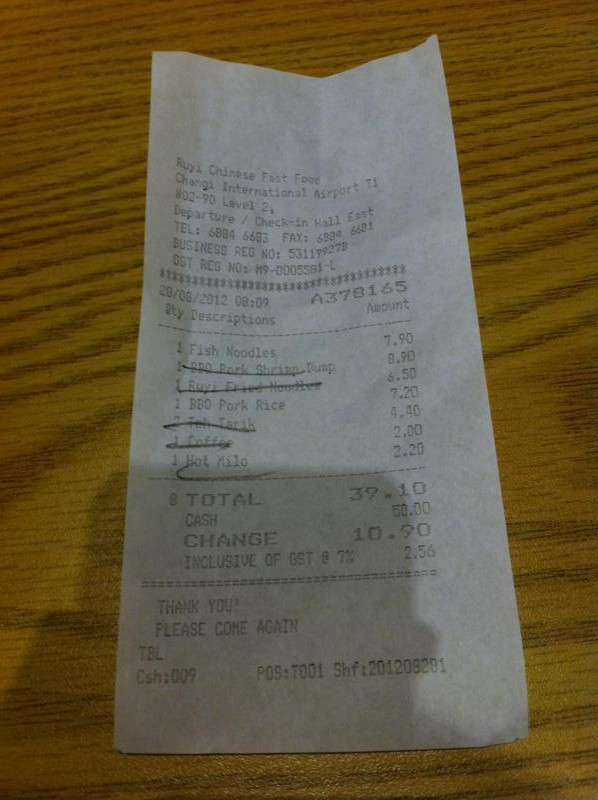 Ruyi Chinese Fast Food
Changi International Airport T1
#02-90 Level 2,
Departure / Check-in Hall East
TEL: 6884 6683 FAX: 6884 6681
BUSINESS REG NO: 53119927B
GST REG NO: M9-0005581-L
********************************
20/08/2012 08:09 A378165
Qty Descriptions Amount
1 Fish Noodles 7.90
1 BBQ Pork Shrimp Dump 8.90
1 Ruyi Fried Noodles 6.50
1 BBQ Pork Rice 7.20
2 Teh Tarik 4.40
1 Coffee 2.00
1 Hot Milo 2.20
8 TOTAL 39.10
CASH 50.00
CHANGE 10.90
INCLUSIVE OF GST @ 7% 2.56
THANK YOU!
PLEASE COME AGAIN
TBL
Csh:009 POS:T001 Shf:201208201